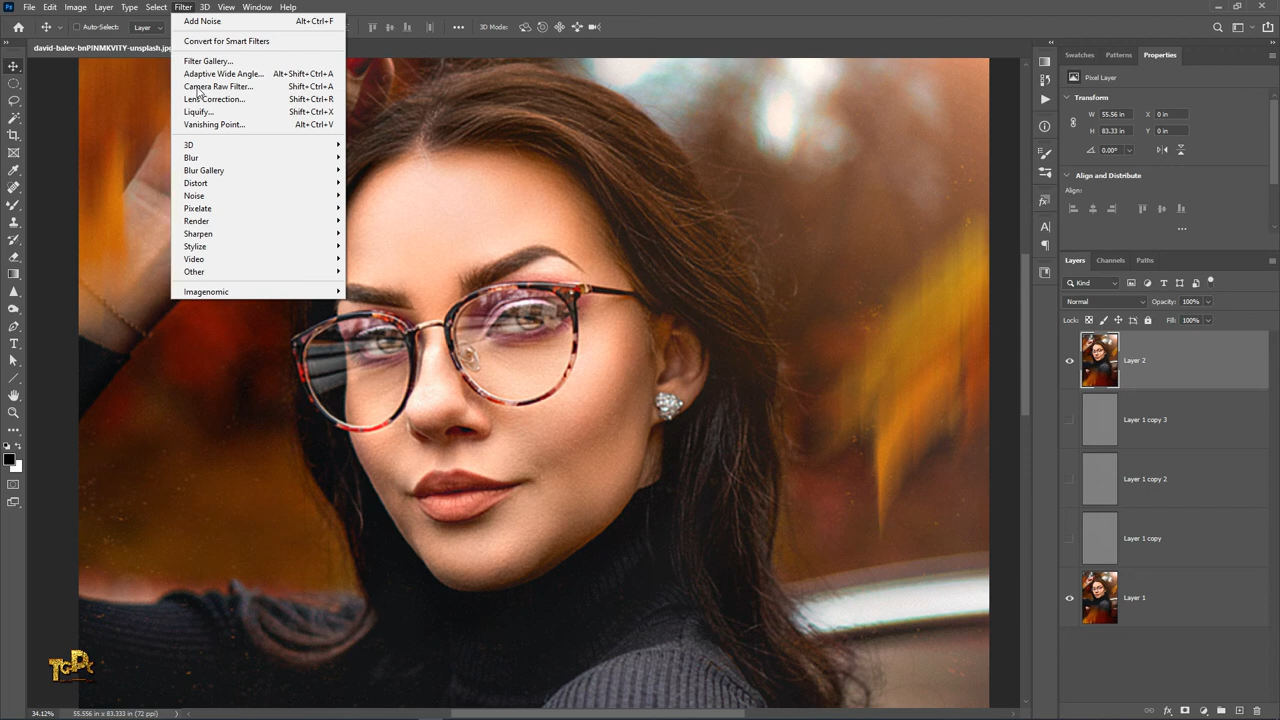 Ps File Edit Image Layer Type Select Filter 3D View Window Help
Auto-Select: Layer 3D Mode:
david-balev-bnPINMKVITY-unsplash.jp
Add Noise Alt+Ctrl+F
Convert for Smart Filters
Filter Gallery...
Adaptive Wide Angle... Alt+Shift+Ctrl+A
Camera Raw Filter... Shift+Ctrl+A
Lens Correction... Shift+Ctrl+R
Liquify... Shift+Ctrl+X
Vanishing Point... Alt+Ctrl+V
3D
Blur
Blur Gallery
Distort
Noise
Pixelate
Render
Sharpen
Stylize
Video
Other
Imagenomic
Swatches Patterns Properties
Pixel Layer
Transform
W 55.56 in X 0 in
H 83.33 in Y 0 in
0.00°
Align and Distribute
Align:
Layers Channels Paths
Kind
Normal Opacity: 100%
Lock: Fill: 100%
Layer 2
Layer 1 copy 3
Layer 1 copy 2
Layer 1 copy
Layer 1
34.12% 55.556 in x 83.333 in (72 ppi)